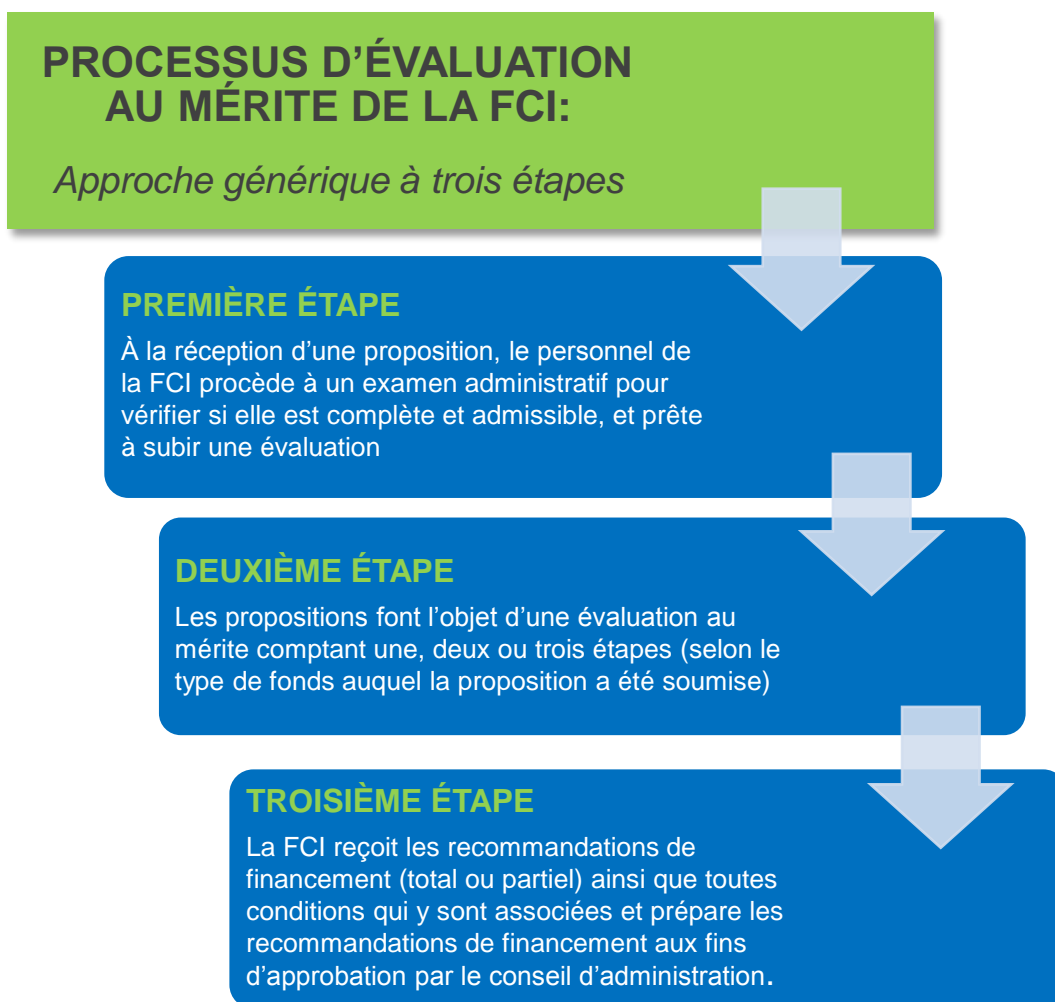 PROCESSUS D’ÉVALUATION
AU MÉRITE DE LA FCI:
Approche générique à trois étapes
PREMIÈRE ÉTAPE
À la réception d’une proposition, le personnel de
la FCI procède à un examen administratif pour
vérifier si elle est complète et admissible, et prête
à subir une évaluation
DEUXIÈME ÉTAPE
Les propositions font l’objet d’une évaluation au
mérite comptant une, deux ou trois étapes (selon le
type de fonds auquel la proposition a été soumise)
TROISIÈME ÉTAPE
La FCI reçoit les recommandations de
financement (total ou partiel) ainsi que toutes
conditions qui y sont associées et prépare les
recommandations de financement aux fins
d’approbation par le conseil d’administration.